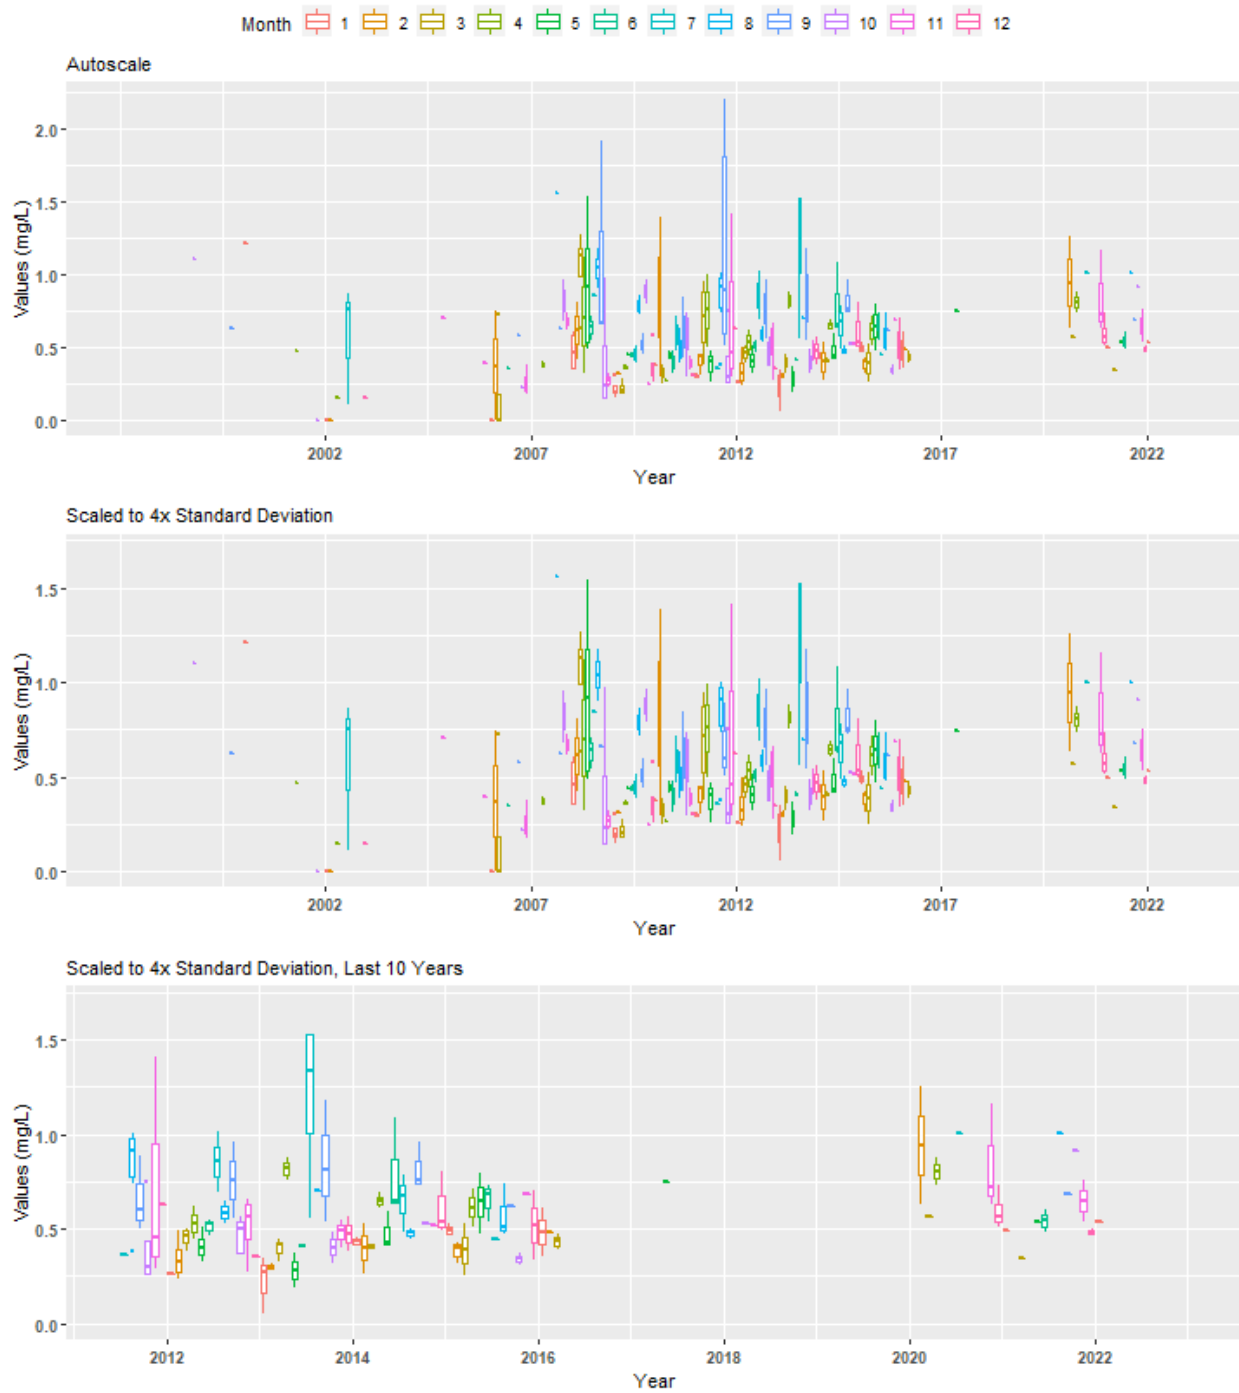 Month 1 2 3 4 5 6 7 8 9 10 11 12
Autoscale
Values (mg/L)
2.0
1.5
1.0
0.5
0.0
2002 2007 2012 2017 2022
Year
Scaled to 4x Standard Deviation
Values (mg/L)
1.5
1.0
0.5
0.0
2002 2007 2012 2017 2022
Year
Scaled to 4x Standard Deviation, Last 10 Years
Values (mg/L)
1.5
1.0
0.5
0.0
2012 2014 2016 2018 2020 2022
Year